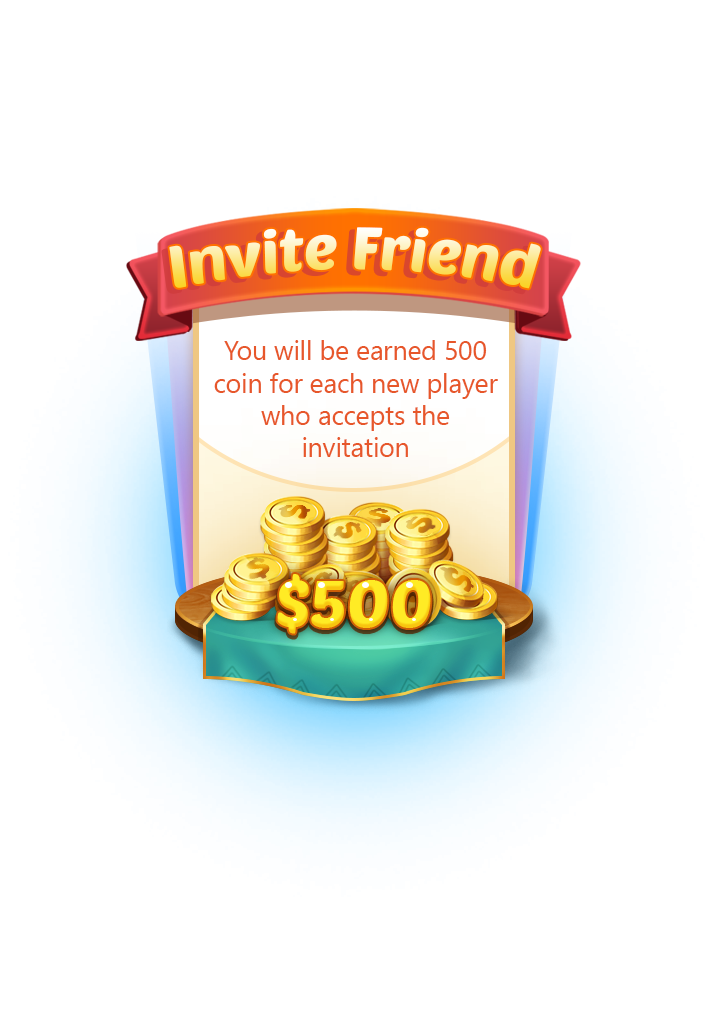 Invite Friend
You will be earned 500
coin for each new player
who accepts the
invitation
$500